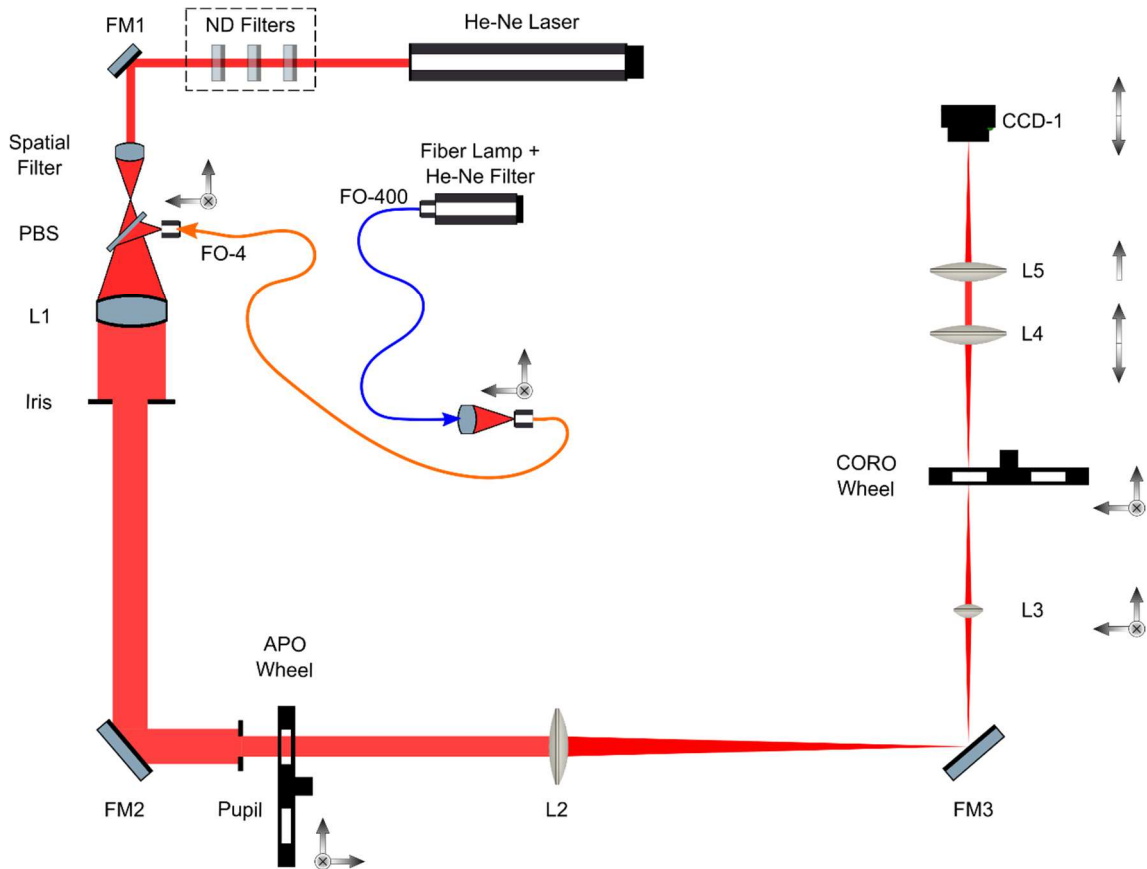 FM1
ND Filters
He-Ne Laser
CCD-1
Spatial
Filter
Fiber Lamp +
He-Ne Filter
FO-400
PBS
FO-4
L5
L1
L4
Iris
CORO
Wheel
L3
APO
Wheel
FM2
Pupil
L2
FM3